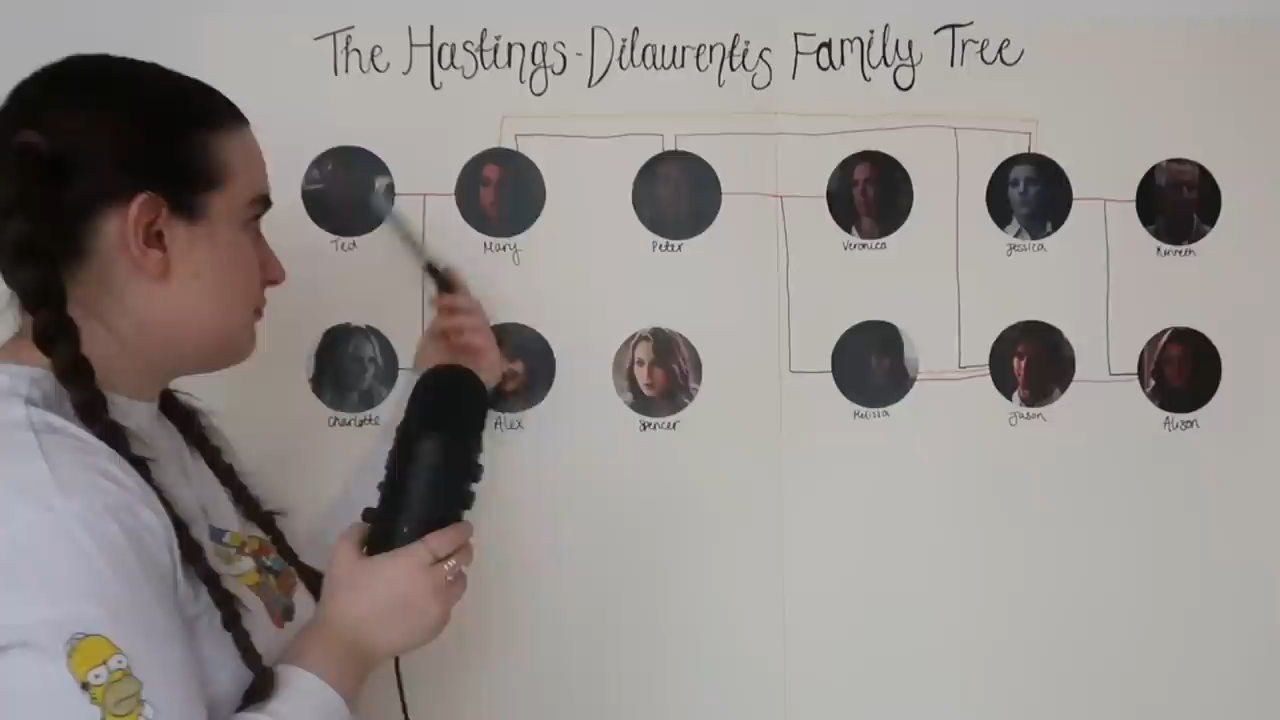 The Hastings-Dilaurentis Family Tree
Ted Mary Peter Veronica Jessica Kenneth
Charlotte Alex Spencer Melissa Jason Alison